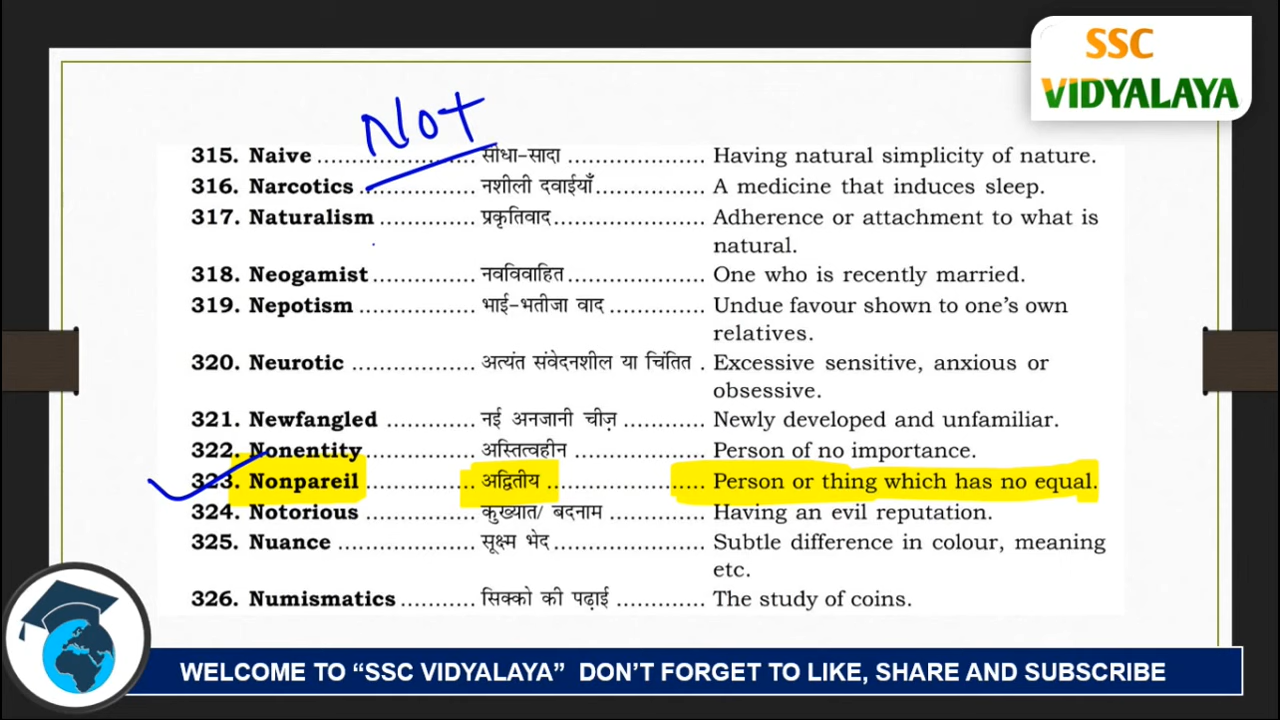 SSC
VIDYALAYA
Not
315. Naive ........................ सीधा-सादा ..................... Having natural simplicity of nature.
316. Narcotics .................. नशीली दवाईयाँ................. A medicine that induces sleep.
317. Naturalism ............... प्रकृतिवाद....................... Adherence or attachment to what is
natural.
318. Neogamist ................ नवविवाहित ..................... One who is recently married.
319. Nepotism .................. भाई-भतीजा वाद ............... Undue favour shown to one's own
relatives.
320. Neurotic ................... अत्यंत संवेदनशील या चिंतित . Excessive sensitive, anxious or
obsessive.
321. Newfangled .............. नई अनजानी चीज़ ............. Newly developed and unfamiliar.
322. Nonentity ................. अस्तित्वहीन ..................... Person of no importance.
323. Nonpareil ................. अद्वितीय ........................ Person or thing which has no equal.
324. Notorious ................. कुख्यात/ बदनाम ............... Having an evil reputation.
325. Nuance ..................... सूक्ष्म भेद....................... Subtle difference in colour, meaning
etc.
326. Numismatics ............ सिक्को की पढ़ाई .............. The study of coins.
WELCOME TO “SSC VIDYALAYA” DON'T FORGET TO LIKE, SHARE AND SUBSCRIBE